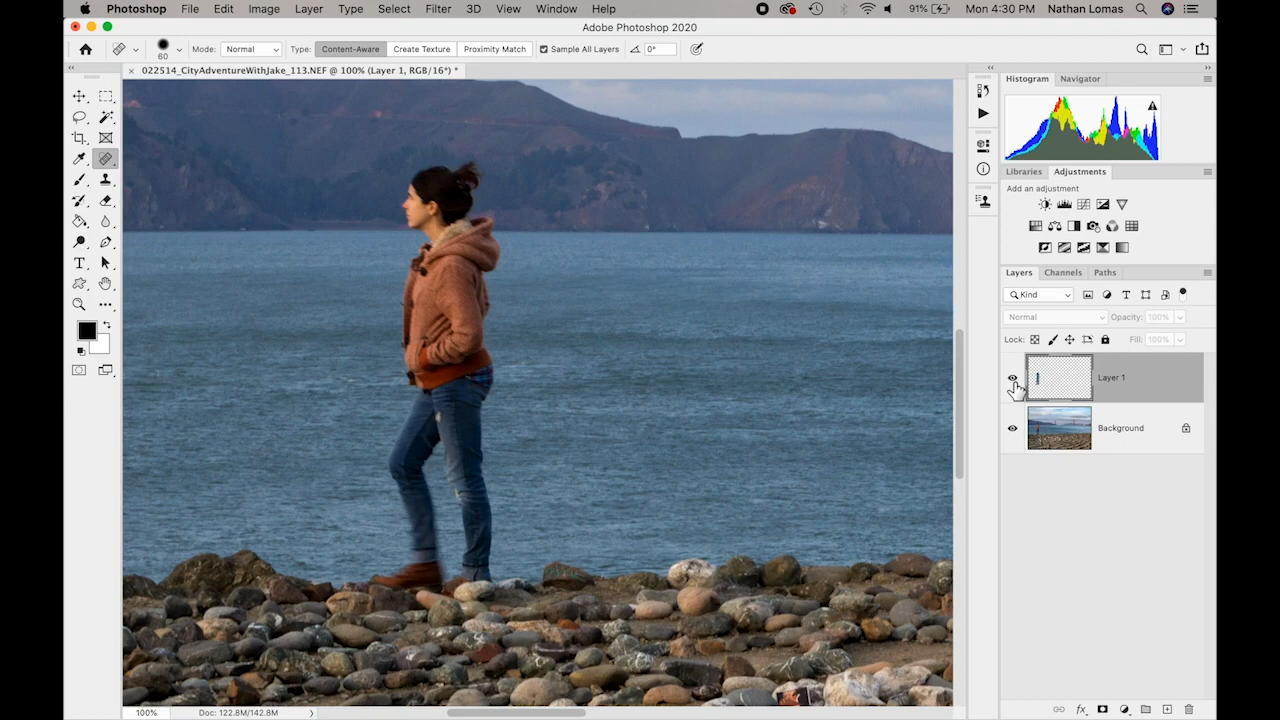 Photoshop File Edit Image Layer Type Select Filter 3D View Window Help 91% Mon 4:30 PM Nathan Lomas
Adobe Photoshop 2020
60 Mode: Normal Type: Content-Aware Create Texture Proximity Match Sample All Layers 0°
× 022514_CityAdventureWithJake_113.NEF @ 100% (Layer 1, RGB/16*) *
Histogram Navigator
Libraries Adjustments
Add an adjustment
Layers Channels Paths
Kind
Normal Opacity: 100%
Lock: Fill: 100%
Layer 1
Background
100% Doc: 122.8M/142.8M